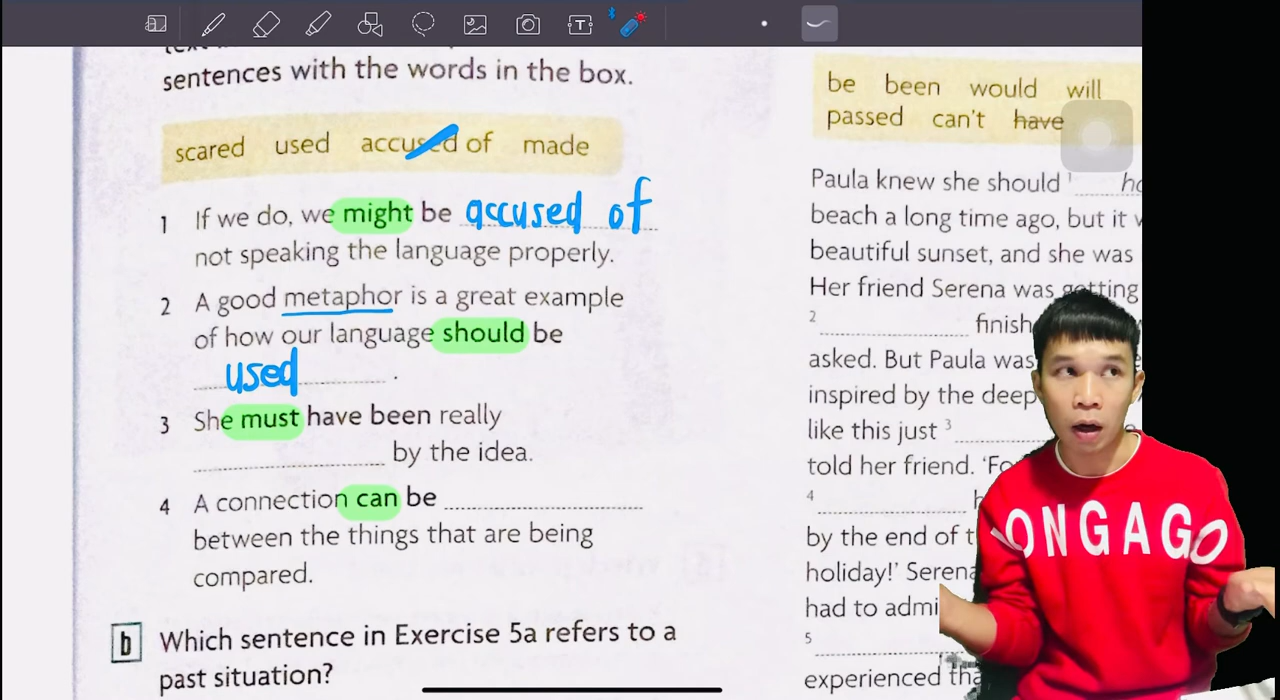 sentences with the words in the box.
scared used accused of made
1 If we do, we might be accused of
not speaking the language properly.
2 A good metaphor is a great example
of how our language should be
used .
3 She must have been really
by the idea.
4 A connection can be
between the things that are being
compared.
b Which sentence in Exercise 5a refers to a
past situation?
be been would will
passed can't have
Paula knew she should 1
beach a long time ago, but it
beautiful sunset, and she was
Her friend Serena was getting
2 finish
asked. But Paula was
inspired by the deep
like this just 3
told her friend.
4
by the end of
holiday!' Serena
had to admi
5
experienced tha
ONGAGO